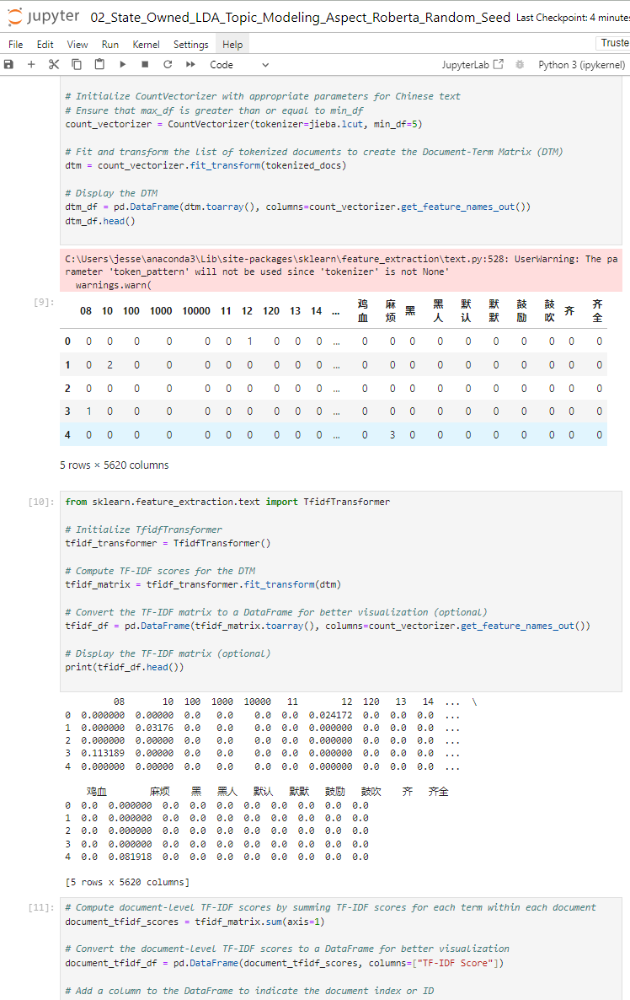 jupyter 02_State_Owned_LDA_Topic_Modeling_Aspect_Roberta_Random_Seed Last Checkpoint: 4 minutes
File Edit View Run Kernel Settings Help Truste
Code JupyterLab Python 3 (ipykernel)
# Initialize CountVectorizer with appropriate parameters for Chinese text
# Ensure that max_df is greater than or equal to min_df
count_vectorizer = CountVectorizer(tokenizer=jieba.lcut, min_df=5)
# Fit and transform the list of tokenized documents to create the Document-Term Matrix (DTM)
dtm = count_vectorizer.fit_transform(tokenized_docs)
# Display the DTM
dtm_df = pd.DataFrame(dtm.toarray(), columns=count_vectorizer.get_feature_names_out())
dtm_df.head()
C:\Users\jesse\anaconda3\Lib\site-packages\sklearn\feature_extraction\text.py:528: UserWarning: The pa
rameter 'token_pattern' will not be used since 'tokenizer' is not None'
warnings.warn(
[9]:
08 10 100 1000 10000 11 12 120 13 14 ... 鸡血 麻烦 黑 黑人 默认 默默 鼓励 鼓吹 齐 齐全
0 0 0 0 0 0 0 1 0 0 0 ... 0 0 0 0 0 0 0 0 0 0
1 0 2 0 0 0 0 0 0 0 0 ... 0 0 0 0 0 0 0 0 0 0
2 0 0 0 0 0 0 0 0 0 0 ... 0 0 0 0 0 0 0 0 0 0
3 1 0 0 0 0 0 0 0 0 0 ... 0 0 0 0 0 0 0 0 0 0
4 0 0 0 0 0 0 0 0 0 0 ... 0 3 0 0 0 0 0 0 0 0
5 rows × 5620 columns
[10]: from sklearn.feature_extraction.text import TfidfTransformer
# Initialize TfidfTransformer
tfidf_transformer = TfidfTransformer()
# Compute TF-IDF scores for the DTM
tfidf_matrix = tfidf_transformer.fit_transform(dtm)
# Convert the TF-IDF matrix to a DataFrame for better visualization (optional)
tfidf_df = pd.DataFrame(tfidf_matrix.toarray(), columns=count_vectorizer.get_feature_names_out())
# Display the TF-IDF matrix (optional)
print(tfidf_df.head())
08 10 100 1000 10000 11 12 120 13 14 ... \
0 0.000000 0.00000 0.0 0.0 0.0 0.0 0.024172 0.0 0.0 0.0 ...
1 0.000000 0.03176 0.0 0.0 0.0 0.0 0.000000 0.0 0.0 0.0 ...
2 0.000000 0.00000 0.0 0.0 0.0 0.0 0.000000 0.0 0.0 0.0 ...
3 0.113189 0.00000 0.0 0.0 0.0 0.0 0.000000 0.0 0.0 0.0 ...
4 0.000000 0.00000 0.0 0.0 0.0 0.0 0.000000 0.0 0.0 0.0 ...
鸡血 麻烦 黑 黑人 默认 默默 鼓励 鼓吹 齐 齐全
0 0.0 0.000000 0.0 0.0 0.0 0.0 0.0 0.0 0.0 0.0
1 0.0 0.000000 0.0 0.0 0.0 0.0 0.0 0.0 0.0 0.0
2 0.0 0.000000 0.0 0.0 0.0 0.0 0.0 0.0 0.0 0.0
3 0.0 0.000000 0.0 0.0 0.0 0.0 0.0 0.0 0.0 0.0
4 0.0 0.081918 0.0 0.0 0.0 0.0 0.0 0.0 0.0 0.0
[5 rows x 5620 columns]
[11]: # Compute document-level TF-IDF scores by summing TF-IDF scores for each term within each document
document_tfidf_scores = tfidf_matrix.sum(axis=1)
# Convert the document-level TF-IDF scores to a DataFrame for better visualization
document_tfidf_df = pd.DataFrame(document_tfidf_scores, columns=["TF-IDF Score"])
# Add a column to the DataFrame to indicate the document index or ID